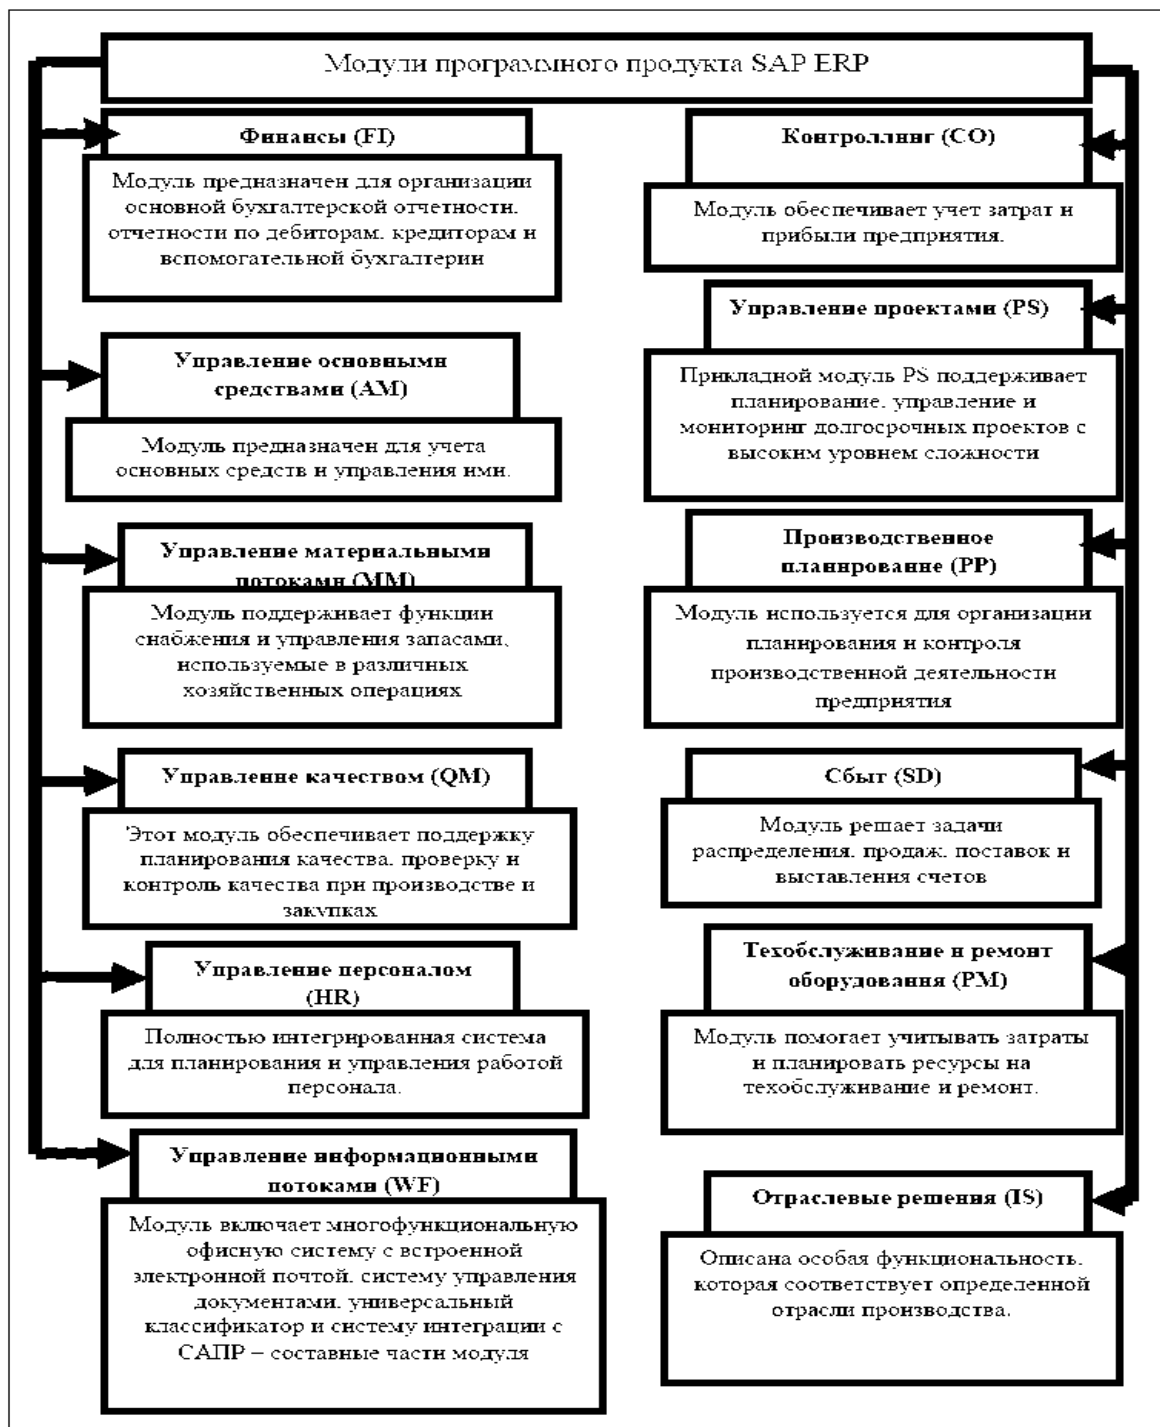 Модули программного продукта SAP ERP
Финансы (FI)
Модуль предназначен для организации
основной бухгалтерской отчетности,
отчетности по дебиторам, кредиторам и
вспомогательной бухгалтерии
Управление основными
средствами (AM)
Модуль предназначен для учета
основных средств и управления ими.
Управление материальными
потоками (MM)
Модуль поддерживает функции
снабжения и управления запасами,
используемые в различных
хозяйственных операциях
Управление качеством (QM)
Этот модуль обеспечивает поддержку
планирования качества, проверку и
контроль качества при производстве и
закупках
Управление персоналом
(HR)
Полностью интегрированная система
для планирования и управления работой
персонала.
Управление информационными
потоками (WF)
Модуль включает многофункциональную
офисную систему с встроенной
электронной почтой, систему управления
документами, универсальный
классификатор и систему интеграции с
САПР – составные части модуля
Контроллинг (CO)
Модуль обеспечивает учет затрат и
прибыли предприятия.
Управление проектами (PS)
Прикладной модуль PS поддерживает
планирование, управление и
мониторинг долгосрочных проектов с
высоким уровнем сложности
Производственное
планирование (PP)
Модуль используется для организации
планирования и контроля
производственной деятельности
предприятия
Сбыт (SD)
Модуль решает задачи
распределения, продаж, поставок и
выставления счетов
Техобслуживание и ремонт
оборудования (PM)
Модуль помогает учитывать затраты
и планировать ресурсы на
техобслуживание и ремонт.
Отраслевые решения (IS)
Описана особая функциональность,
которая соответствует определенной
отрасли производства.